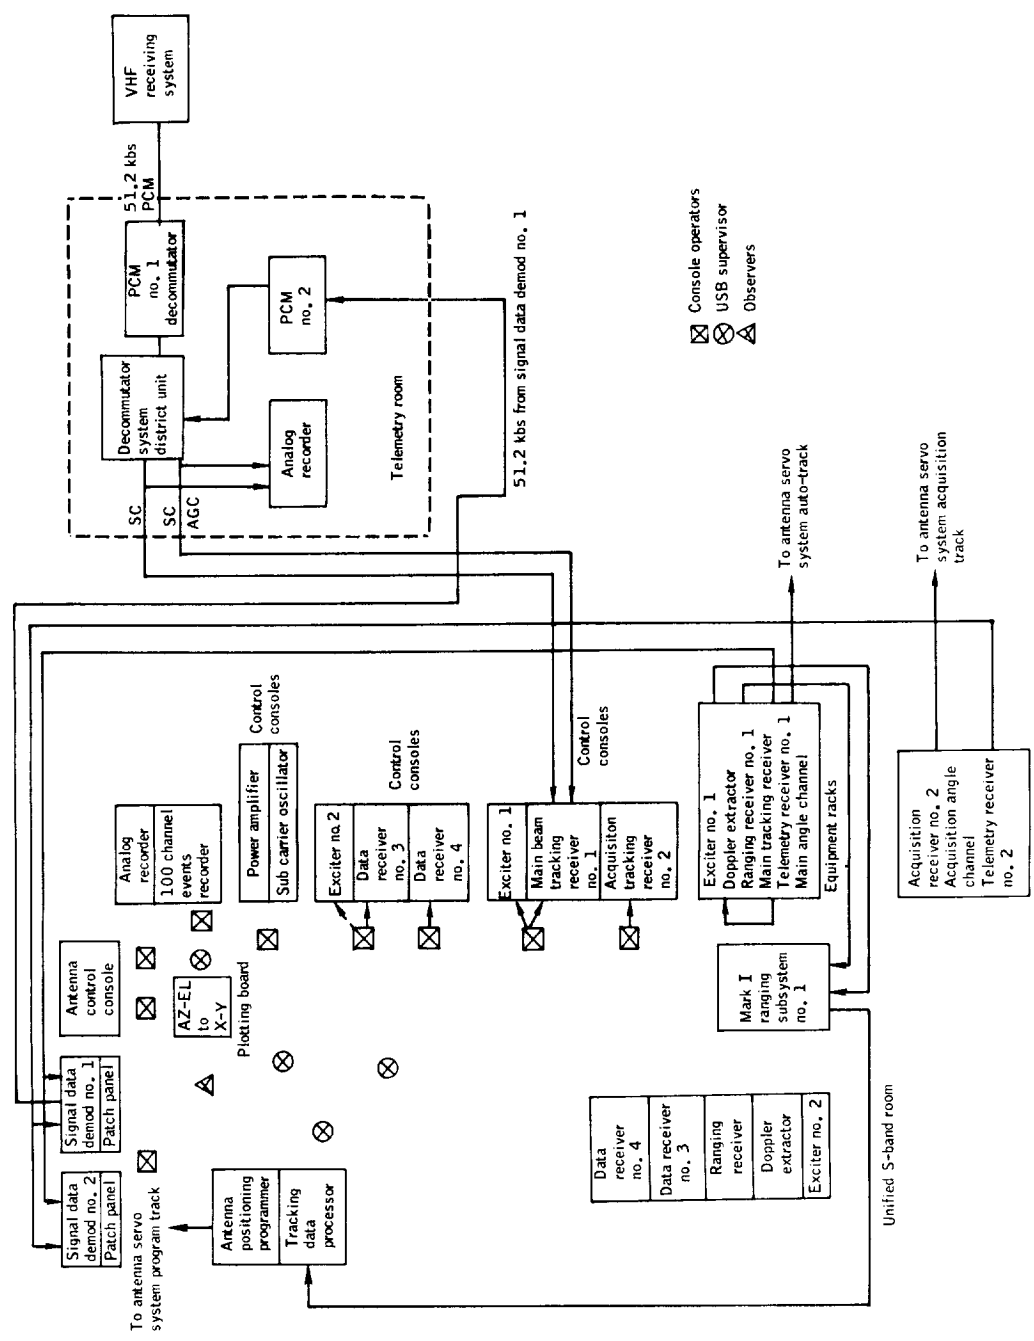 VHF
receiving
system
51.2 kbs
PCM
PCM
no. 1
decommutator
Decommutator
system
district unit
PCM
no. 2
Analog
recorder
Telemetry room
SC
SC
AGC
51.2 kbs from signal data demod no. 1
Console operators
USB supervisor
Observers
To antenna servo
system auto-track
To antenna servo
system acquisition
track
Analog
recorder
100 channel
events
recorder
Power amplifier
Sub carrier oscillator
Control
consoles
Exciter no. 2
Data
receiver
no. 3
Data
receiver
no. 4
Control
consoles
Exciter no. 1
Main beam
tracking
receiver
no. 1
Acquisition
tracking
receiver
no. 2
Control
consoles
Exciter no. 1
Doppler extractor
Ranging receiver no. 1
Main tracking receiver
Telemetry receiver no. 1
Main angle channel
Equipment racks
Acquisition
receiver no. 2
Acquisition angle
channel
Telemetry receiver
no. 2
Antenna
control
console
AZ-EL
to
X-Y
Plotting board
Mark I
ranging
subsystem
no. 1
Signal data
demod no. 1
Patch panel
Signal data
demod no. 2
Patch panel
To antenna servo
system program track
Antenna
positioning
programmer
Tracking
data
processor
Data
receiver
no. 4
Data receiver
no. 3
Ranging
receiver
Doppler
extractor
Exciter no. 2
Unified S-band room